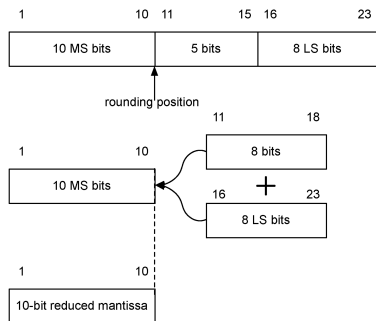 1 10 11 15 16 23
10 MS bits 5 bits 8 LS bits
rounding position
11 18
1 10 8 bits
10 MS bits +
16 23
8 LS bits
1 10
10-bit reduced mantissa